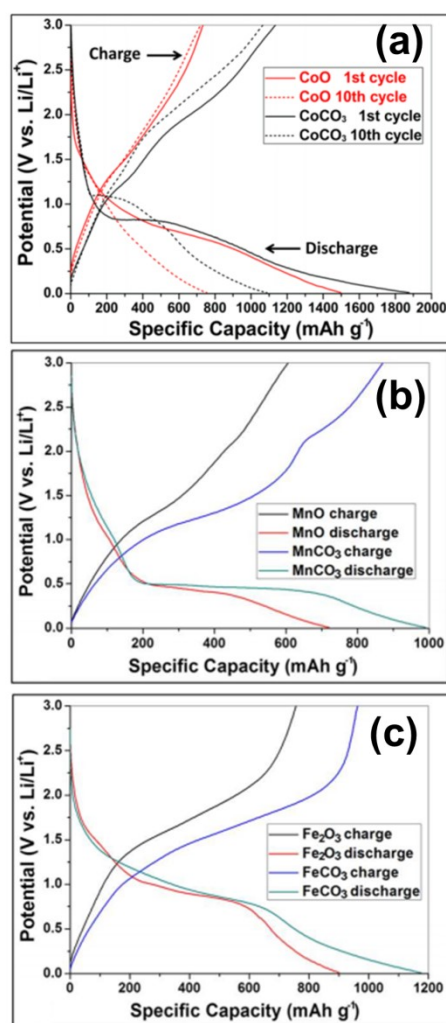 (a)
Charge
CoO 1st cycle
CoO 10th cycle
CoCO₃ 1st cycle
CoCO₃ 10th cycle
Discharge
Potential (V vs. Li/Li⁺)
3.0
2.5
2.0
1.5
1.0
0.5
0.0
0 200 400 600 800 1000 1200 1400 1600 1800 2000
Specific Capacity (mAh g⁻¹)
(b)
MnO charge
MnO discharge
MnCO₃ charge
MnCO₃ discharge
Potential (V vs. Li/Li⁺)
3.0
2.5
2.0
1.5
1.0
0.5
0.0
0 200 400 600 800 1000
Specific Capacity (mAh g⁻¹)
(c)
Fe₂O₃ charge
Fe₂O₃ discharge
FeCO₃ charge
FeCO₃ discharge
Potential (V vs. Li/Li⁺)
3.0
2.5
2.0
1.5
1.0
0.5
0.0
0 200 400 600 800 1000 1200
Specific Capacity (mAh g⁻¹)